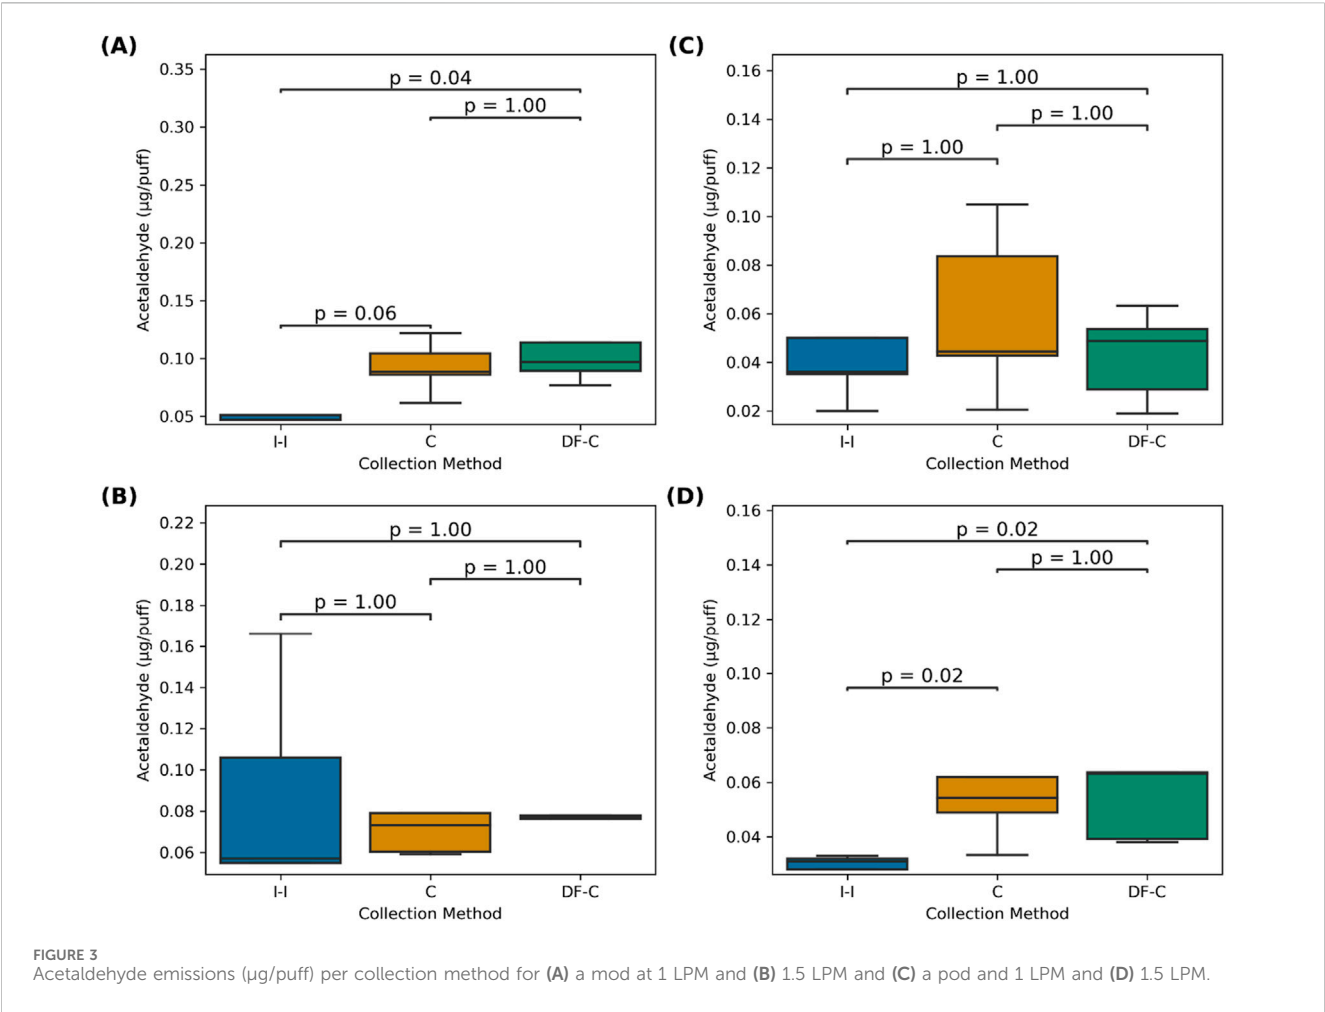 (A)
0.35
0.30
0.25
0.20
0.15
0.10
0.05
Acetaldehyde (µg/puff)
p = 0.04
p = 1.00
p = 0.06
I-I
C
DF-C
Collection Method
(C)
0.16
0.14
0.12
0.10
0.08
0.06
0.04
0.02
Acetaldehyde (µg/puff)
p = 1.00
p = 1.00
p = 1.00
I-I
C
DF-C
Collection Method
(B)
0.22
0.20
0.18
0.16
0.14
0.12
0.10
0.08
0.06
Acetaldehyde (µg/puff)
p = 1.00
p = 1.00
p = 1.00
I-I
C
DF-C
Collection Method
(D)
0.16
0.14
0.12
0.10
0.08
0.06
0.04
Acetaldehyde (µg/puff)
p = 0.02
p = 1.00
p = 0.02
I-I
C
DF-C
Collection Method
FIGURE 3
Acetaldehyde emissions (µg/puff) per collection method for (A) a mod at 1 LPM and (B) 1.5 LPM and (C) a pod and 1 LPM and (D) 1.5 LPM.